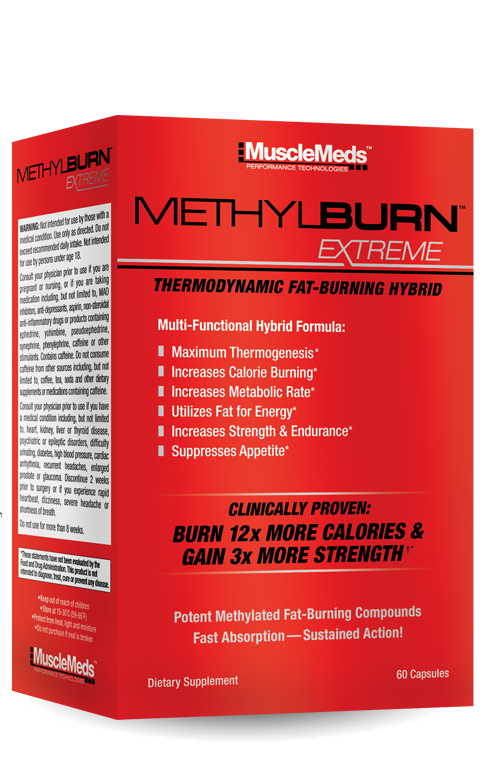 MuscleMeds™
PERFORMANCE TECHNOLOGIES
METHYLBURN™
EXTREME
THERMODYNAMIC FAT-BURNING HYBRID
Multi-Functional Hybrid Formula:
Maximum Thermogenesis*
Increases Calorie Burning*
Increases Metabolic Rate*
Utilizes Fat for Energy*
Increases Strength & Endurance*
Suppresses Appetite*
CLINICALLY PROVEN:
BURN 12x MORE CALORIES &
GAIN 3x MORE STRENGTH†*
Potent Methylated Fat-Burning Compounds
Fast Absorption—Sustained Action!
Dietary Supplement
60 Capsules
METHYLBURN
EXTREME
WARNING: Not intended for use by those with a
medical condition. Use only as directed. Do not
exceed recommended daily intake. Not intended
for use by persons under age 18.
Consult your physician prior to use if you are
pregnant or nursing, or if you are taking
medication including, but not limited to, MAO
inhibitors, anti-depressants, aspirin, non-steroidal
anti-inflammatory drugs or products containing
ephedrine, yohimbine, pseudoephedrine,
synephrine, phenylephrine, caffeine or other
stimulants. Contains caffeine. Do not consume
caffeine from other sources including, but not
limited to, coffee, tea, soda and other dietary
supplements or medications containing caffeine.
Consult your physician prior to use if you have
a medical condition including, but not limited
to, heart, kidney, liver or thyroid disease,
psychiatric or epileptic disorders, difficulty
urinating, diabetes, high blood pressure, cardiac
arrhythmia, recurrent headaches, enlarged
prostate or glaucoma. Discontinue 2 weeks
prior to surgery or if you experience rapid
heartbeat, dizziness, severe headache or
shortness of breath.
Do not use for more than 8 weeks.
*These statements have not been evaluated by the
Food and Drug Administration. This product is not
intended to diagnose, treat, cure or prevent any disease.
•Keep out of reach of children
•Store at 15-30°C (59-86°F)
•Protect from heat, light and moisture
•Do not purchase if seal is broken
MuscleMeds™
PERFORMANCE TECHNOLOGIES